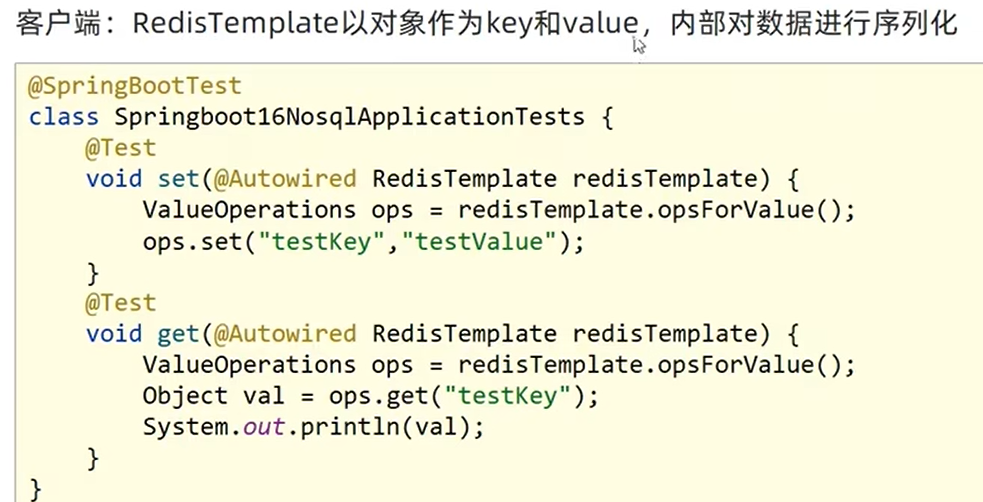 客户端：RedisTemplate以对象作为key和value，内部对数据进行序列化
@SpringBootTest
class Springboot16NosqlApplicationTests {
    @Test
    void set(@Autowired RedisTemplate redisTemplate) {
        ValueOperations ops = redisTemplate.opsForValue();
        ops.set("testKey","testValue");
    }
    @Test
    void get(@Autowired RedisTemplate redisTemplate) {
        ValueOperations ops = redisTemplate.opsForValue();
        Object val = ops.get("testKey");
        System.out.println(val);
    }
}